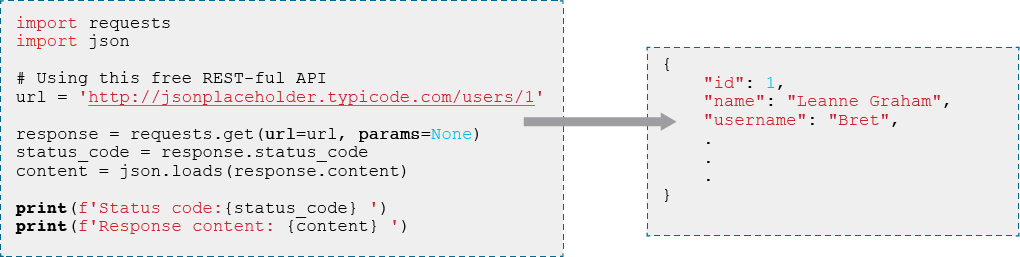 import requests
import json
# Using this free REST-ful API
url = 'http://jsonplaceholder.typicode.com/users/1'
response = requests.get(url=url, params=None)
status_code = response.status_code
content = json.loads(response.content)
print(f'Status code:{status_code} ')
print(f'Response content: {content} ')
{
    "id": 1,
    "name": "Leanne Graham",
    "username": "Bret",
    .
    .
    .
}